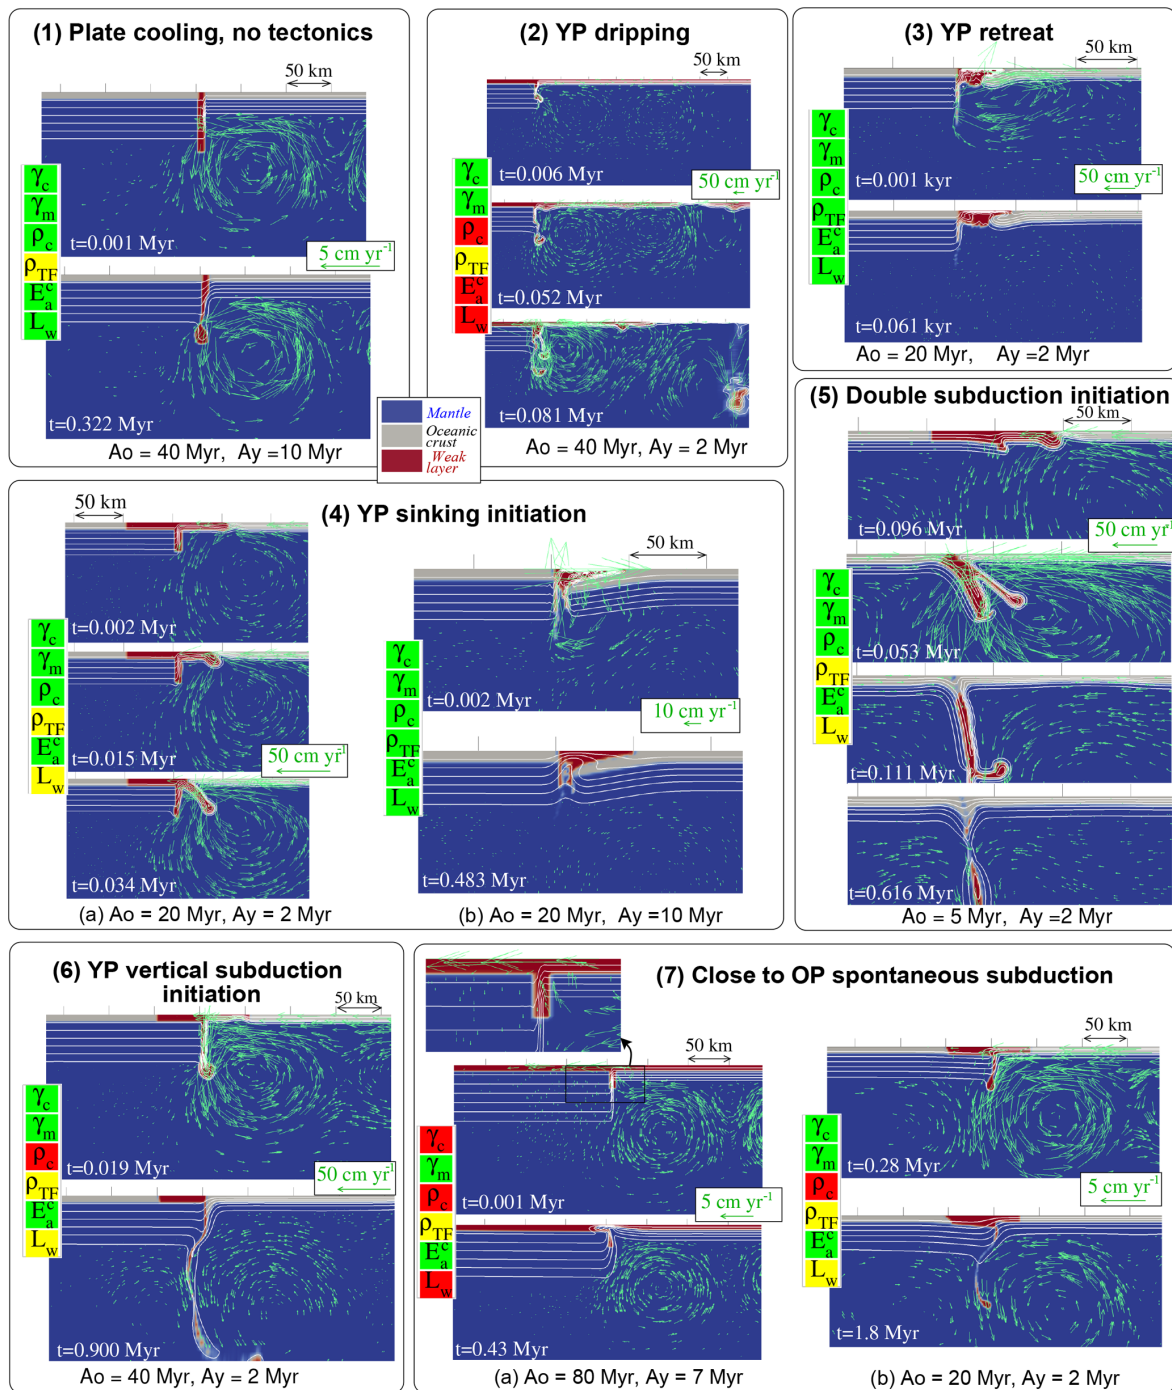 (1) Plate cooling, no tectonics
50 km
γc
γm
ρc
ρTF
E^c_a
Lw
t=0.001 Myr
5 cm yr⁻¹
t=0.322 Myr
Ao = 40 Myr, Ay =10 Myr
(2) YP dripping
50 km
t=0.006 Myr
γc
γm
ρc
ρTF
E^c_a
Lw
50 cm yr⁻¹
t=0.052 Myr
t=0.081 Myr
Ao = 40 Myr, Ay = 2 Myr
Mantle
Oceanic
crust
Weak
layer
(3) YP retreat
50 km
γc
γm
ρc
ρTF
E^c_a
Lw
50 cm yr⁻¹
t=0.001 kyr
t=0.061 kyr
Ao = 20 Myr, Ay =2 Myr
(4) YP sinking initiation
50 km
t=0.002 Myr
γc
γm
ρc
ρTF
E^c_a
Lw
t=0.015 Myr
50 cm yr⁻¹
t=0.034 Myr
(a) Ao = 20 Myr, Ay = 2 Myr
50 km
γc
γm
ρc
ρTF
E^c_a
Lw
t=0.002 Myr
10 cm yr⁻¹
t=0.483 Myr
(b) Ao = 20 Myr, Ay =10 Myr
(5) Double subduction initiation
50 km
t=0.096 Myr
50 cm yr⁻¹
γc
γm
ρc
ρTF
E^c_a
Lw
t=0.053 Myr
t=0.111 Myr
t=0.616 Myr
Ao = 5 Myr, Ay =2 Myr
(6) YP vertical subduction
initiation
50 km
γc
γm
ρc
ρTF
E^c_a
Lw
t=0.019 Myr
50 cm yr⁻¹
t=0.900 Myr
Ao = 40 Myr, Ay = 2 Myr
(7) Close to OP spontaneous subduction
50 km
γc
γm
ρc
ρTF
E^c_a
Lw
t=0.001 Myr
5 cm yr⁻¹
t=0.43 Myr
(a) Ao = 80 Myr, Ay = 7 Myr
50 km
γc
γm
ρc
ρTF
E^c_a
Lw
t=0.28 Myr
5 cm yr⁻¹
t=1.8 Myr
(b) Ao = 20 Myr, Ay = 2 Myr